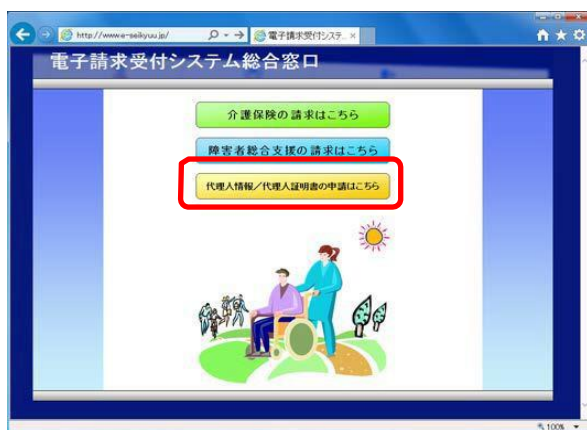 http://www.e-seikyuu.jp/
電子請求受付システ... ×
電子請求受付システム総合窓口
介護保険の請求はこちら
障害者総合支援の請求はこちら
代理人情報／代理人証明書の申請はこちら
100%